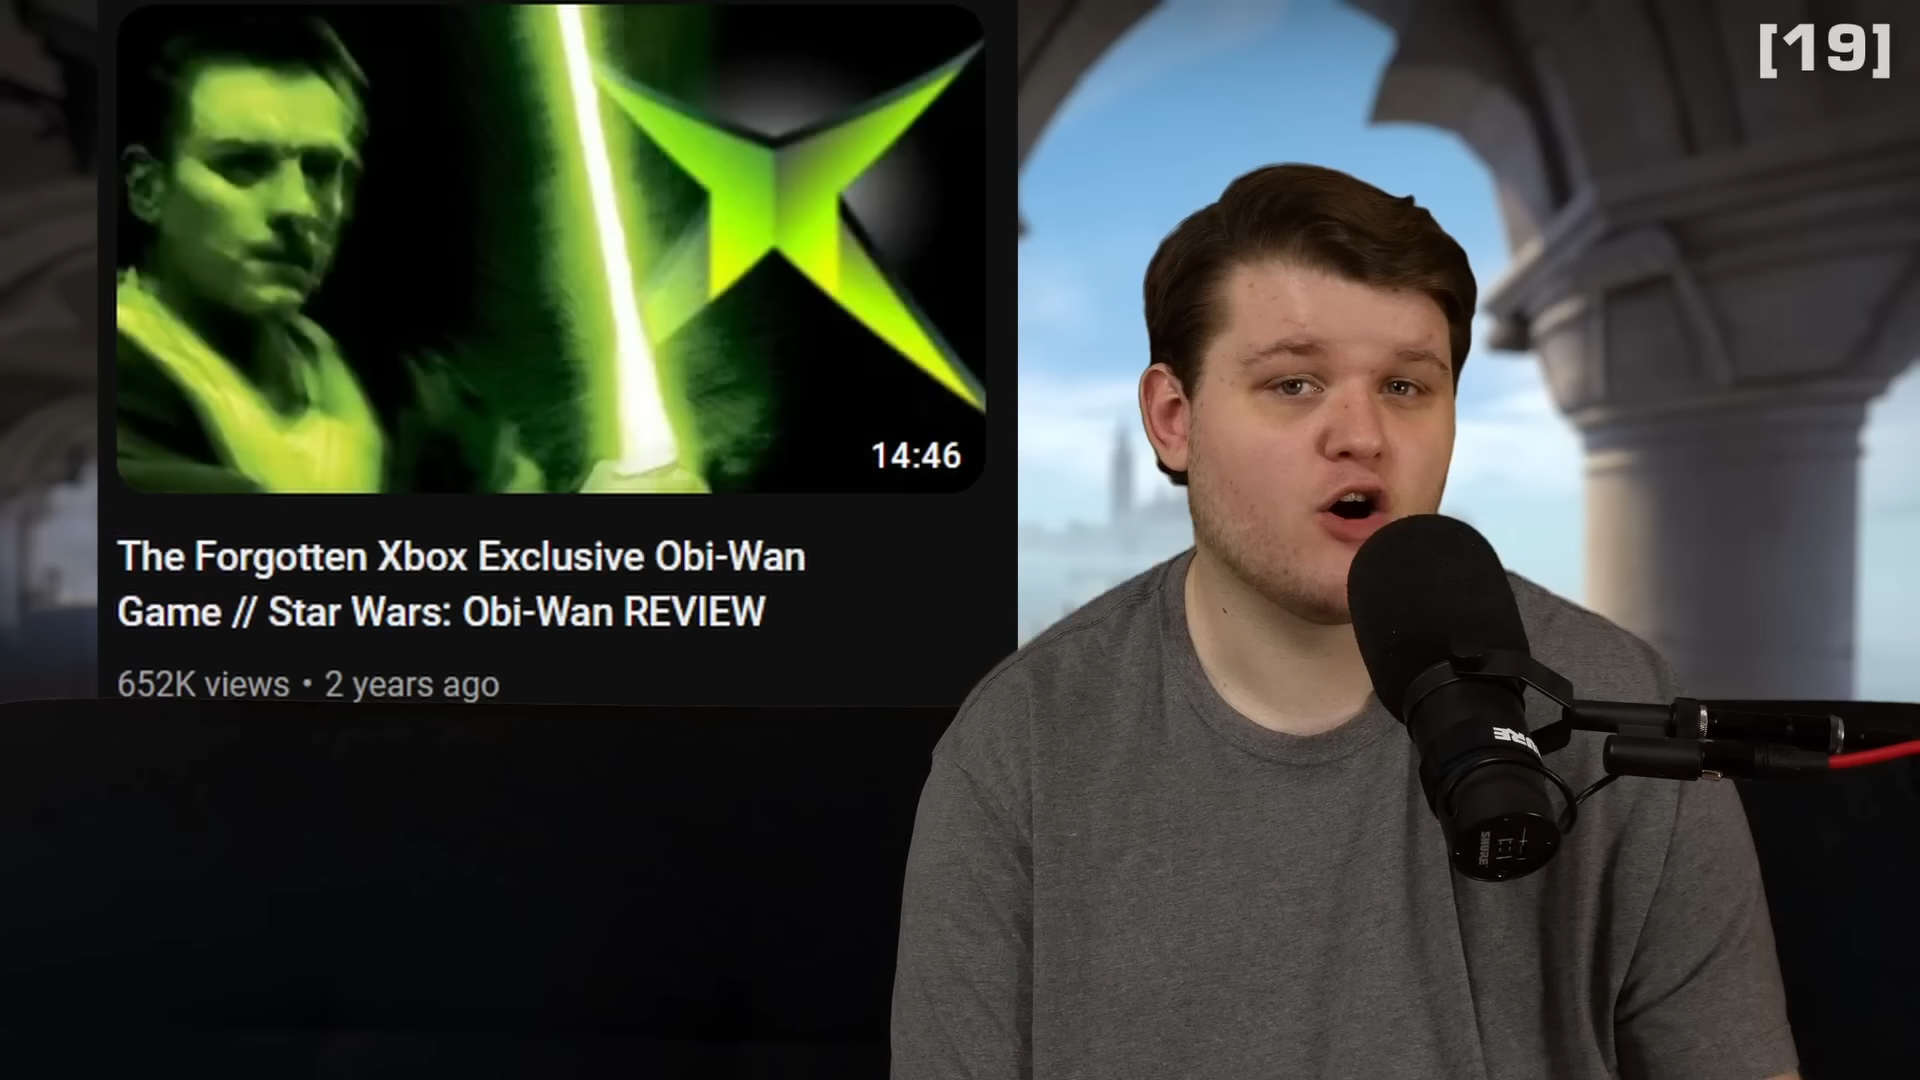 [19]
14:46
The Forgotten Xbox Exclusive Obi-Wan
Game // Star Wars: Obi-Wan REVIEW
652K views • 2 years ago
SHURE